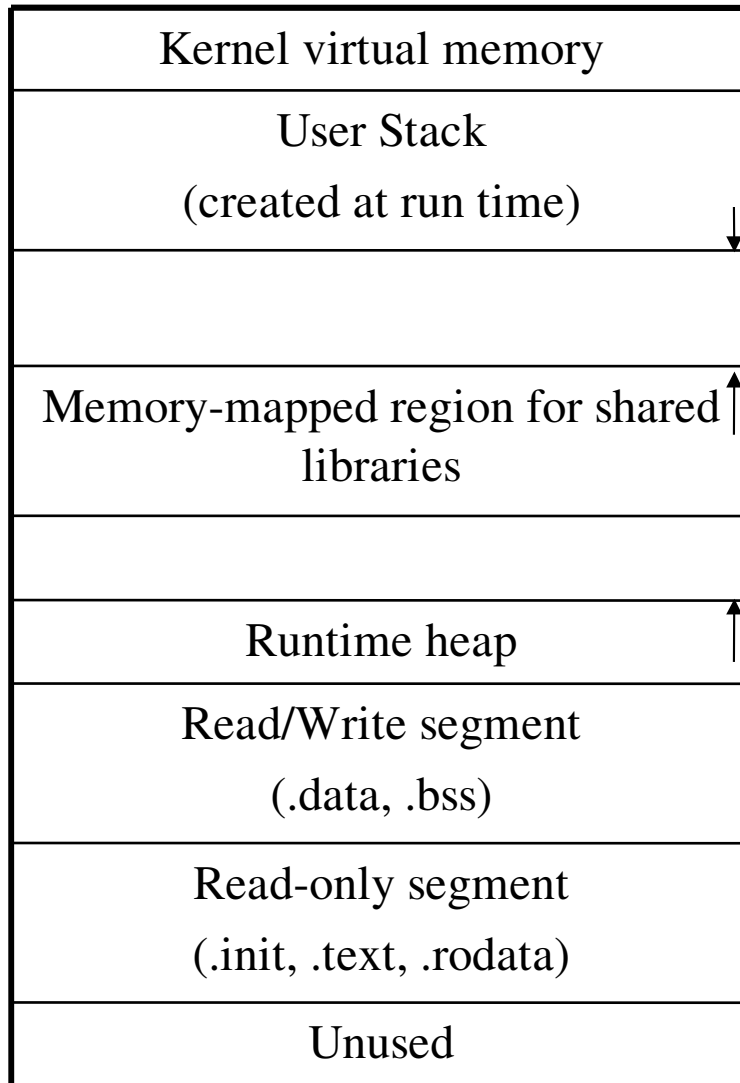 Kernel virtual memory
User Stack
(created at run time)
Memory-mapped region for shared
libraries
Runtime heap
Read/Write segment
(.data, .bss)
Read-only segment
(.init, .text, .rodata)
Unused